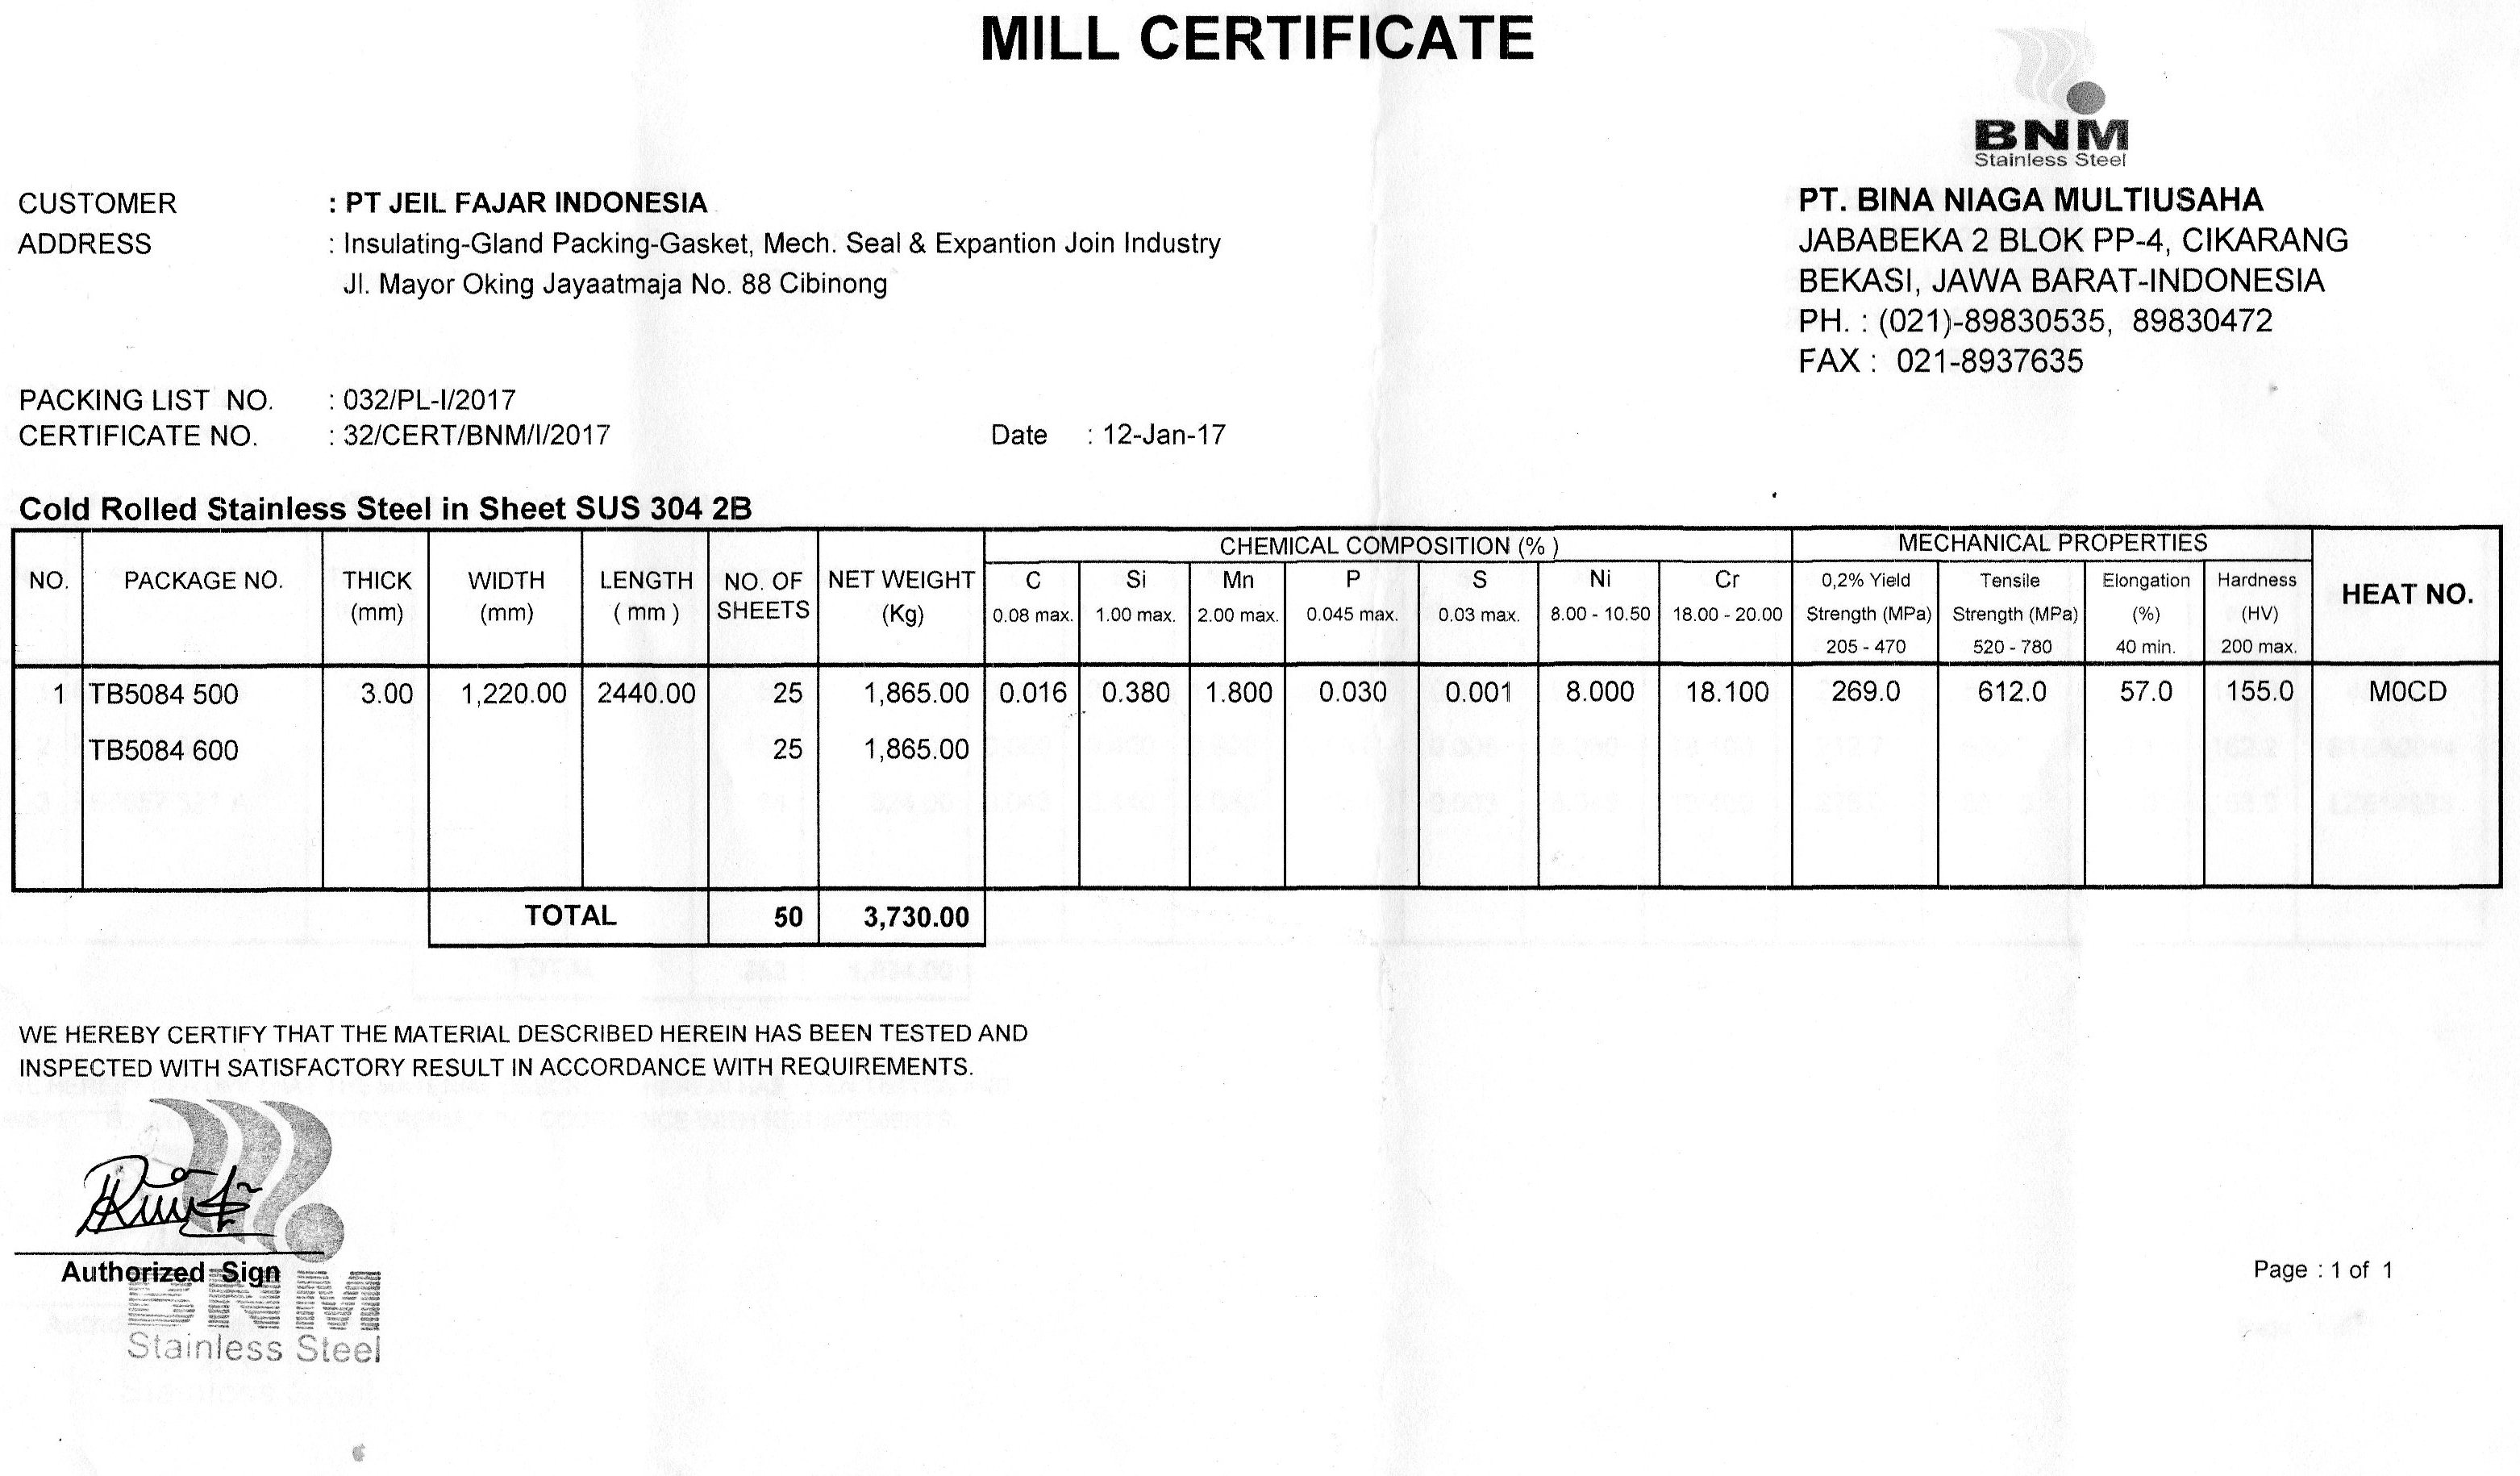 MILL CERTIFICATE
BNM
Stainless Steel
CUSTOMER : PT JEIL FAJAR INDONESIA
ADDRESS : Insulating-Gland Packing-Gasket, Mech. Seal & Expantion Join Industry
Jl. Mayor Oking Jayaatmaja No. 88 Cibinong
PT. BINA NIAGA MULTIUSAHA
JABABEKA 2 BLOK PP-4, CIKARANG
BEKASI, JAWA BARAT-INDONESIA
PH. : (021)-89830535, 89830472
FAX : 021-8937635
PACKING LIST NO. : 032/PL-I/2017
CERTIFICATE NO. : 32/CERT/BNM/I/2017 Date : 12-Jan-17
Cold Rolled Stainless Steel in Sheet SUS 304 2B
CHEMICAL COMPOSITION (% ) MECHANICAL PROPERTIES
NO. PACKAGE NO. THICK WIDTH LENGTH NO. OF NET WEIGHT C Si Mn P S Ni Cr 0,2% Yield Tensile Elongation Hardness HEAT NO.
(mm) (mm) ( mm ) SHEETS (Kg) 0.08 max. 1.00 max. 2.00 max. 0.045 max. 0.03 max. 8.00 - 10.50 18.00 - 20.00 Strength (MPa) Strength (MPa) (%) (HV)
205 - 470 520 - 780 40 min. 200 max.
1 TB5084 500 3.00 1,220.00 2440.00 25 1,865.00 0.016 0.380 1.800 0.030 0.001 8.000 18.100 269.0 612.0 57.0 155.0 M0CD
TB5084 600 25 1,865.00
TOTAL 50 3,730.00
WE HEREBY CERTIFY THAT THE MATERIAL DESCRIBED HEREIN HAS BEEN TESTED AND
INSPECTED WITH SATISFACTORY RESULT IN ACCORDANCE WITH REQUIREMENTS.
Authorized Sign
BNM
Stainless Steel
Page : 1 of 1